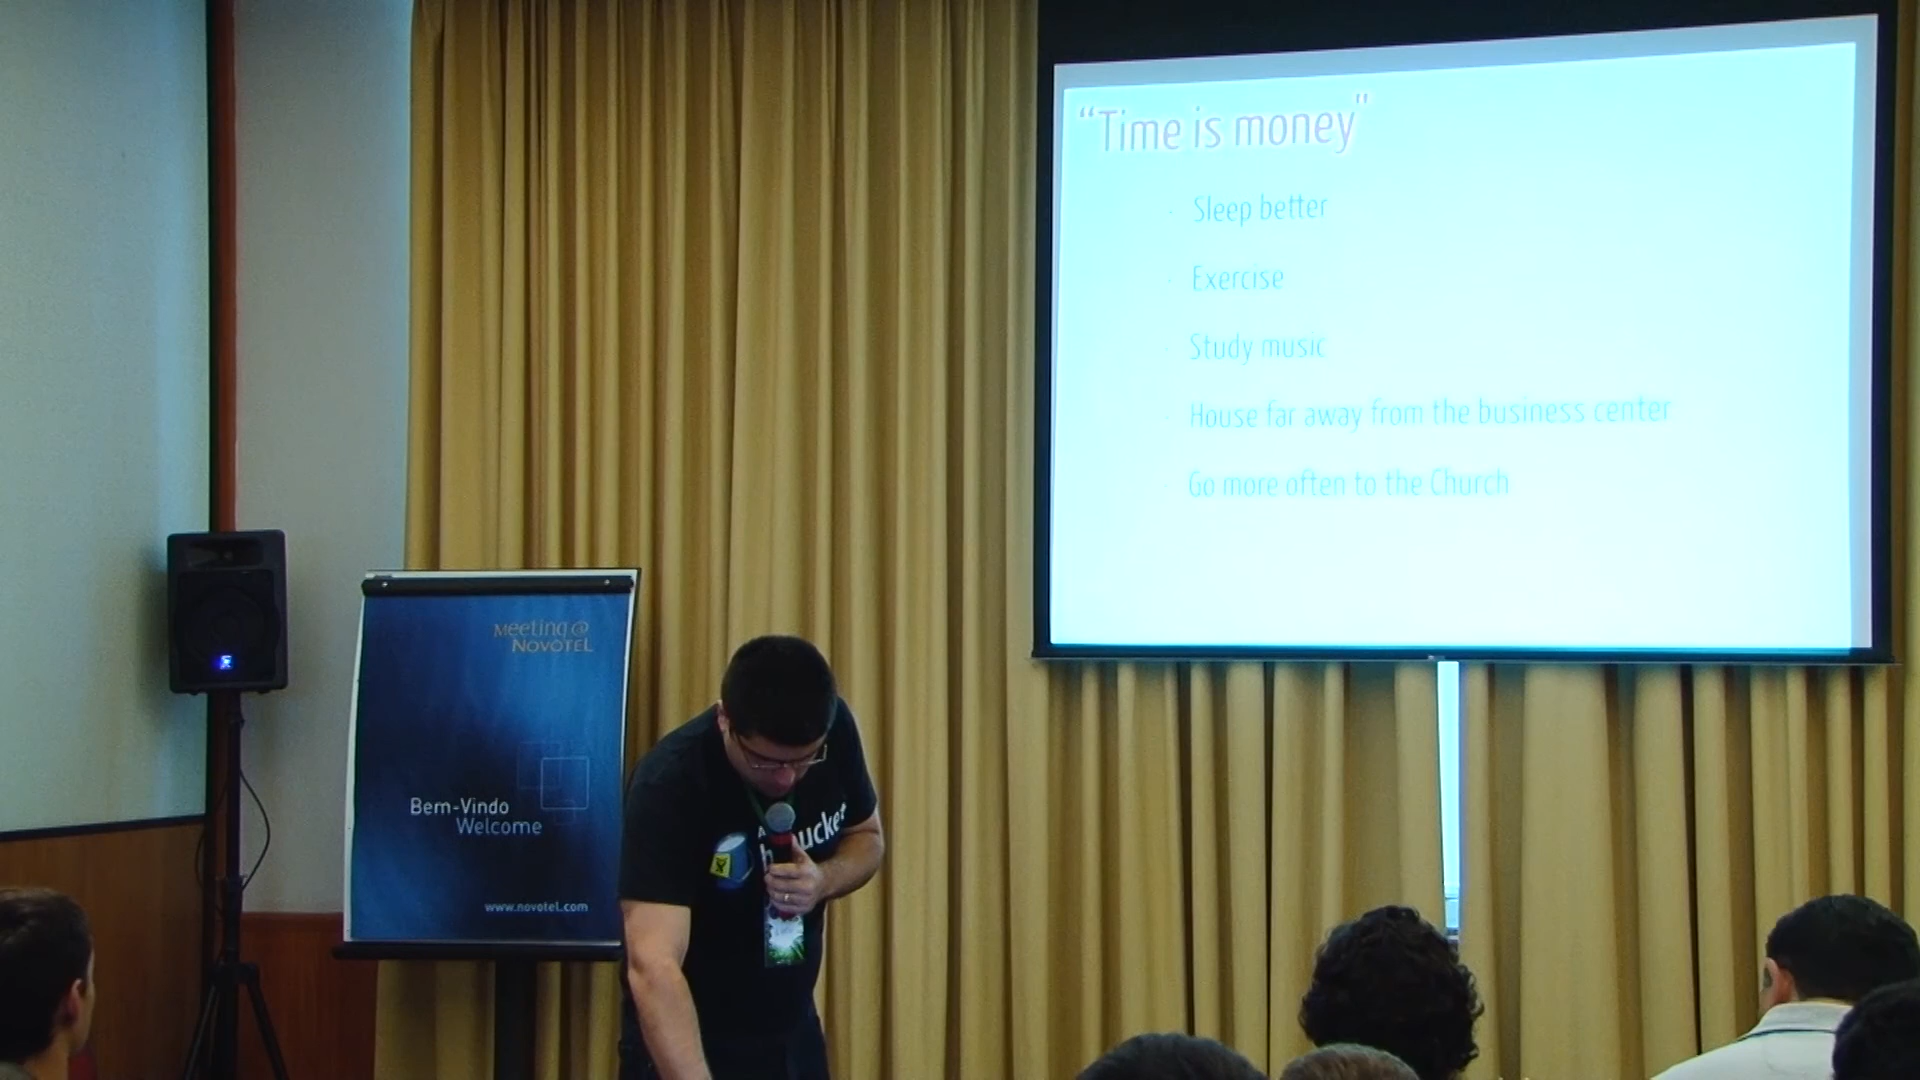 “Time is money"
- Sleep better
- Exercise
- Study music
- House far away from the business center
- Go more often to the Church
Meeting @
NOVOTEL
Bem-Vindo
Welcome
www.novotel.com